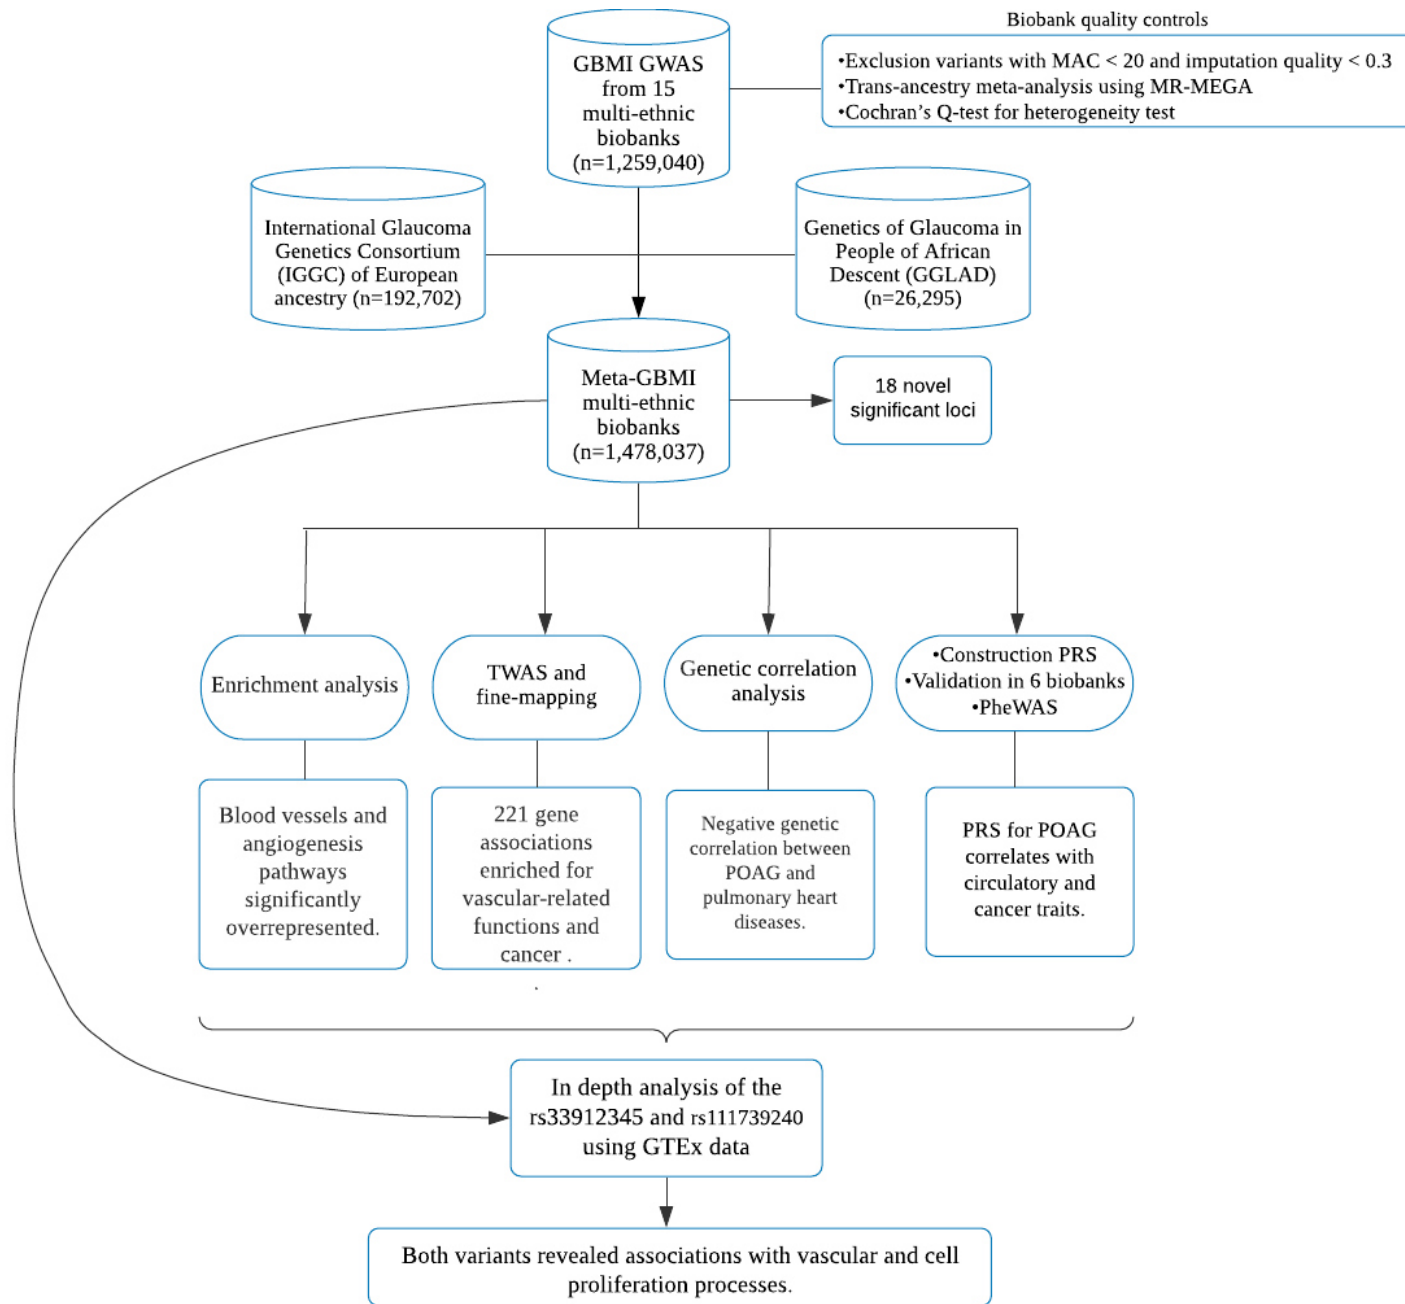 Biobank quality controls
GBMI GWAS
from 15
multi-ethnic
biobanks
(n=1,259,040)
•Exclusion variants with MAC < 20 and imputation quality < 0.3
•Trans-ancestry meta-analysis using MR-MEGA
•Cochran's Q-test for heterogeneity test
International Glaucoma
Genetics Consortium
(IGGC) of European
ancestry (n=192,702)
Genetics of Glaucoma in
People of African
Descent (GGLAD)
(n=26,295)
Meta-GBMI
multi-ethnic
biobanks
(n=1,478,037)
18 novel
significant loci
Enrichment analysis
TWAS and
fine-mapping
Genetic correlation
analysis
•Construction PRS
•Validation in 6 biobanks
•PheWAS
Blood vessels and
angiogenesis
pathways
significantly
overrepresented.
221 gene
associations
enriched for
vascular-related
functions and
cancer .
.
Negative genetic
correlation between
POAG and
pulmonary heart
diseases.
PRS for POAG
correlates with
circulatory and
cancer traits.
In depth analysis of the
rs33912345 and rs111739240
using GTEx data
Both variants revealed associations with vascular and cell
proliferation processes.